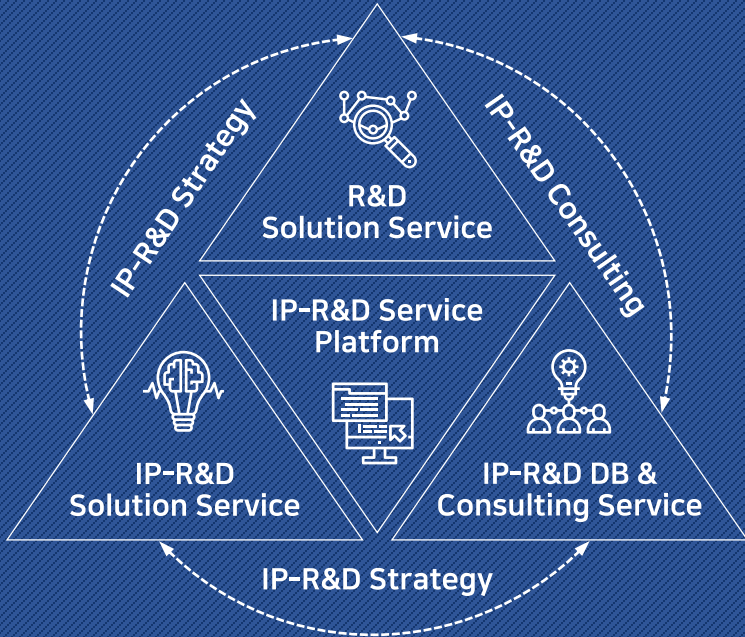 IP-R&D Strategy
IP-R&D Consulting
R&D
Solution Service
IP-R&D Service
Platform
IP-R&D
Solution Service
IP-R&D DB &
Consulting Service
IP-R&D Strategy